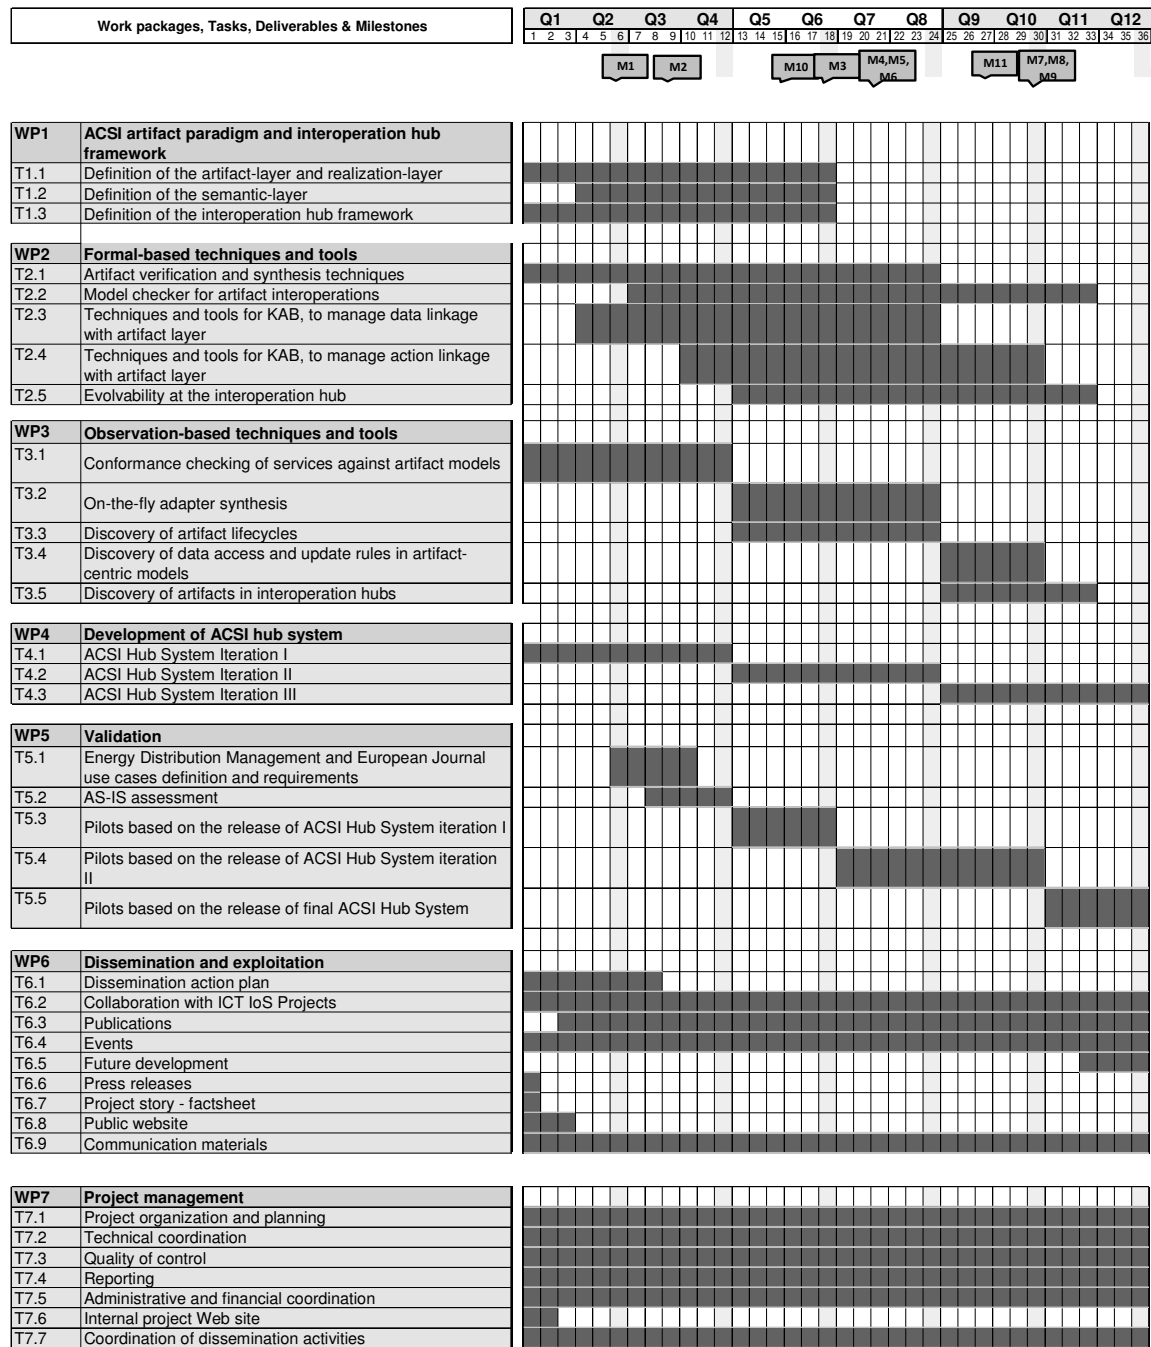 Work packages, Tasks, Deliverables & Milestones
Q1 Q2 Q3 Q4 Q5 Q6 Q7 Q8 Q9 Q10 Q11 Q12
1 2 3 4 5 6 7 8 9 10 11 12 13 14 15 16 17 18 19 20 21 22 23 24 25 26 27 28 29 30 31 32 33 34 35 36
M1 M2 M10 M3 M4,M5, M11 M7,M8,
M6 M9
WP1 ACSI artifact paradigm and interoperation hub
framework
T1.1 Definition of the artifact-layer and realization-layer
T1.2 Definition of the semantic-layer
T1.3 Definition of the interoperation hub framework
WP2 Formal-based techniques and tools
T2.1 Artifact verification and synthesis techniques
T2.2 Model checker for artifact interoperations
T2.3 Techniques and tools for KAB, to manage data linkage
with artifact layer
T2.4 Techniques and tools for KAB, to manage action linkage
with artifact layer
T2.5 Evolvability at the interoperation hub
WP3 Observation-based techniques and tools
T3.1 Conformance checking of services against artifact models
T3.2 On-the-fly adapter synthesis
T3.3 Discovery of artifact lifecycles
T3.4 Discovery of data access and update rules in artifact-
centric models
T3.5 Discovery of artifacts in interoperation hubs
WP4 Development of ACSI hub system
T4.1 ACSI Hub System Iteration I
T4.2 ACSI Hub System Iteration II
T4.3 ACSI Hub System Iteration III
WP5 Validation
T5.1 Energy Distribution Management and European Journal
use cases definition and requirements
T5.2 AS-IS assessment
T5.3 Pilots based on the release of ACSI Hub System iteration I
T5.4 Pilots based on the release of ACSI Hub System iteration
II
T5.5 Pilots based on the release of final ACSI Hub System
WP6 Dissemination and exploitation
T6.1 Dissemination action plan
T6.2 Collaboration with ICT IoS Projects
T6.3 Publications
T6.4 Events
T6.5 Future development
T6.6 Press releases
T6.7 Project story - factsheet
T6.8 Public website
T6.9 Communication materials
WP7 Project management
T7.1 Project organization and planning
T7.2 Technical coordination
T7.3 Quality of control
T7.4 Reporting
T7.5 Administrative and financial coordination
T7.6 Internal project Web site
T7.7 Coordination of dissemination activities